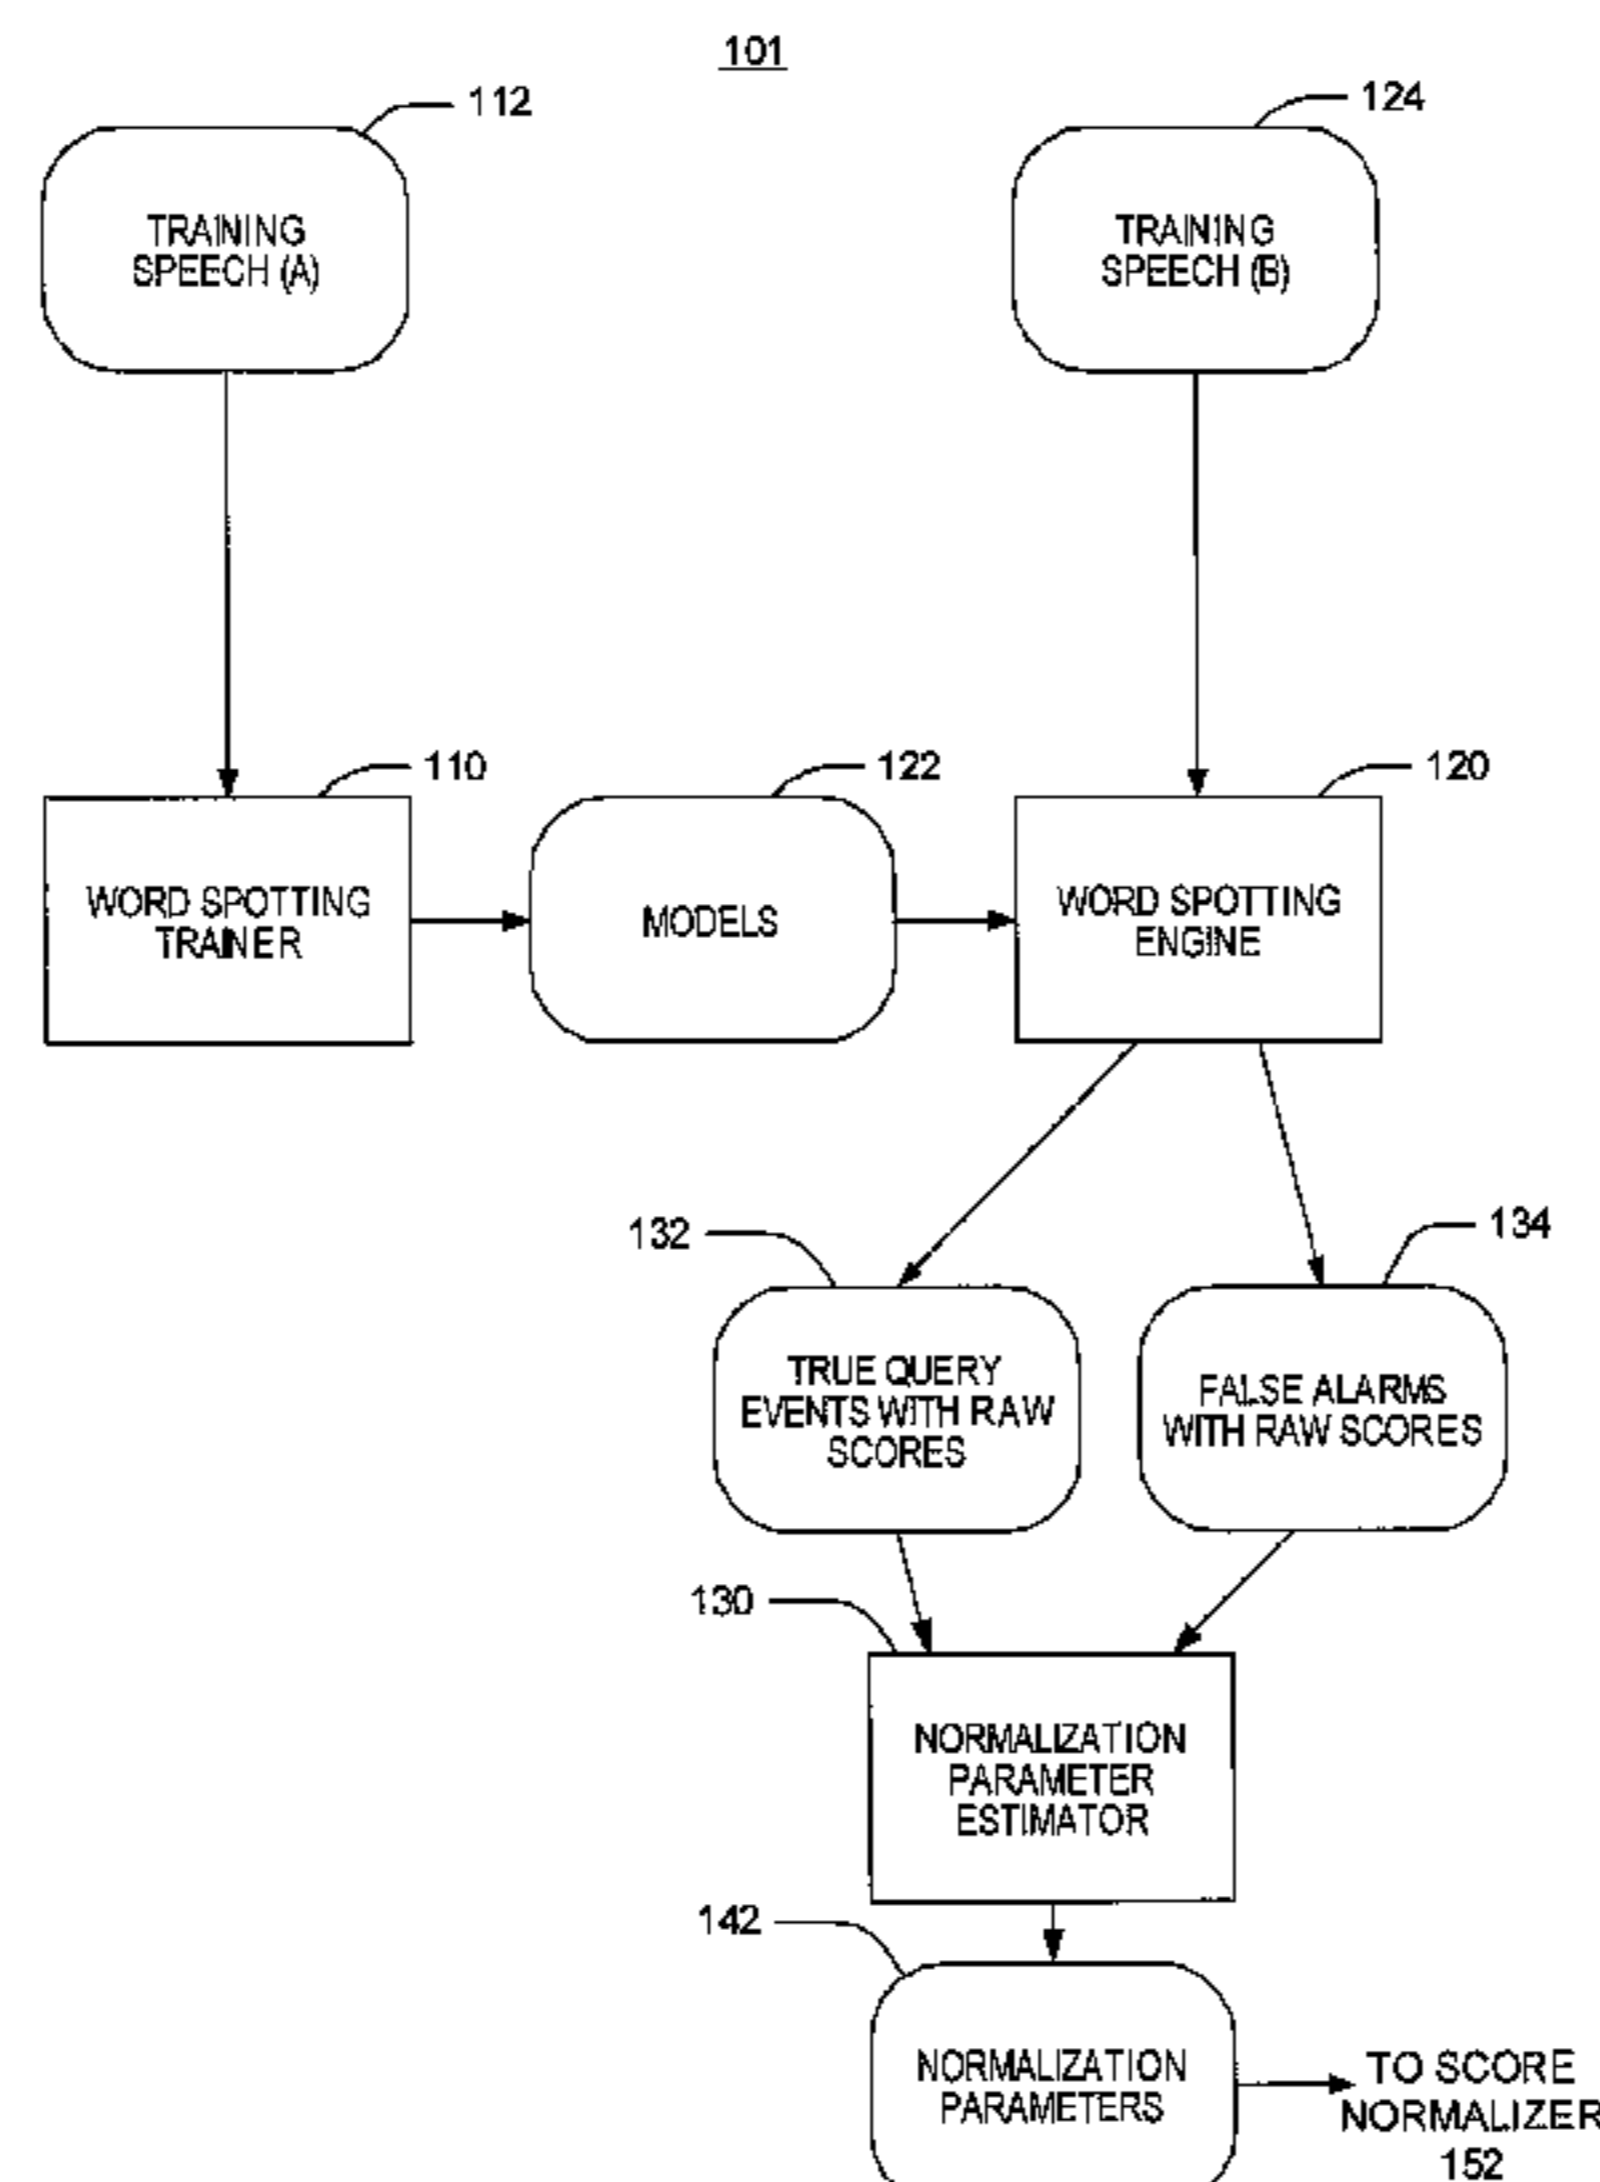 101
112
124
TRAINING
SPEECH (A)
TRAINING
SPEECH (B)
110
122
120
WORD SPOTTING
TRAINER
MODELS
WORD SPOTTING
ENGINE
132
134
TRUE QUERY
EVENTS WITH RAW
SCORES
FALSE ALARMS
WITH RAW SCORES
130
NORMALIZATION
PARAMETER
ESTIMATOR
142
NORMALIZATION
PARAMETERS
TO SCORE
NORMALIZER
152